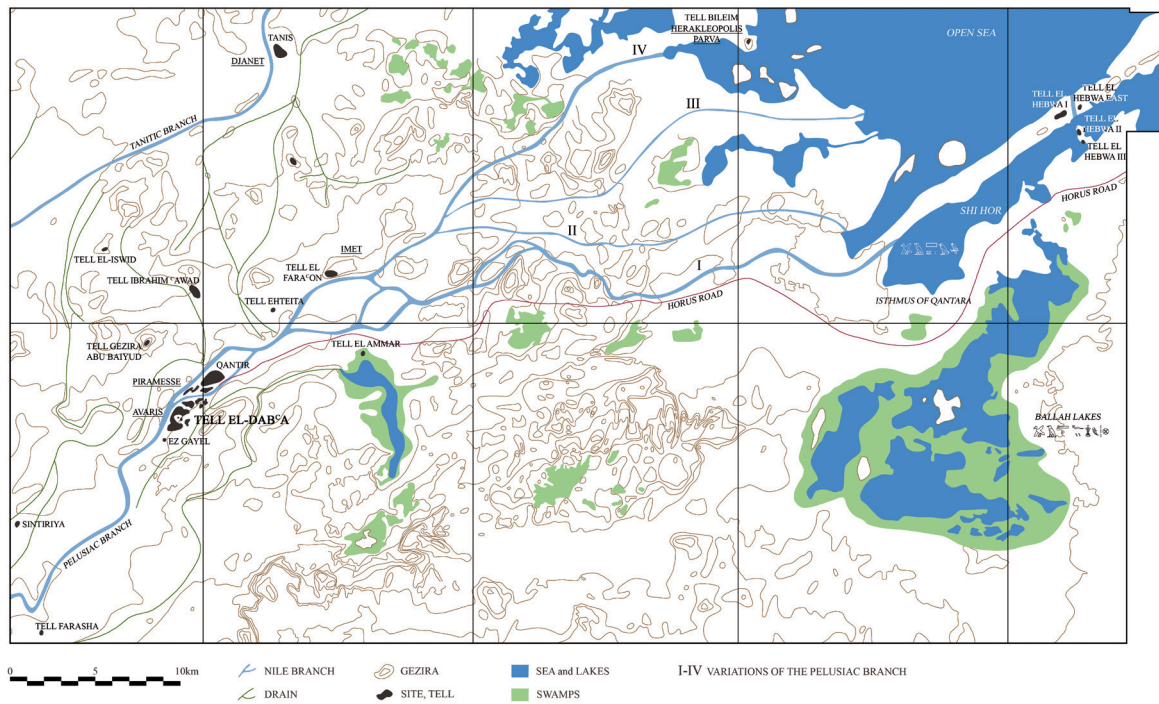 TELL BILEIM
HERAKLEOPOLIS
PARVA
OPEN SEA
TANIS
DJANET
IV
III
TELL EL
HEBWA I
TELL EL
HEBWA EAST
TELL EL
HEBWA II
TELL EL
HEBWA III
TANITIC BRANCH
HORUS ROAD
SHI HOR
II
IMET
TELL EL-ISWID
TELL EL
FARAᶜON
I
TELL IBRAHIM ᶜAWAD
TELL EHTEITA
HORUS ROAD
ISTHMUS OF QANTARA
TELL GEZIRA
ABU BAIYUD
TELL EL AMMAR
QANTIR
PIRAMESSE
AVARIS
TELL EL-DABᶜA
EZ GAYEL
BALLAH LAKES
SINTIRIYA
PELUSIAC BRANCH
TELL FARASHA
0 5 10km
NILE BRANCH
GEZIRA
SEA and LAKES
I-IV VARIATIONS OF THE PELUSIAC BRANCH
DRAIN
SITE, TELL
SWAMPS